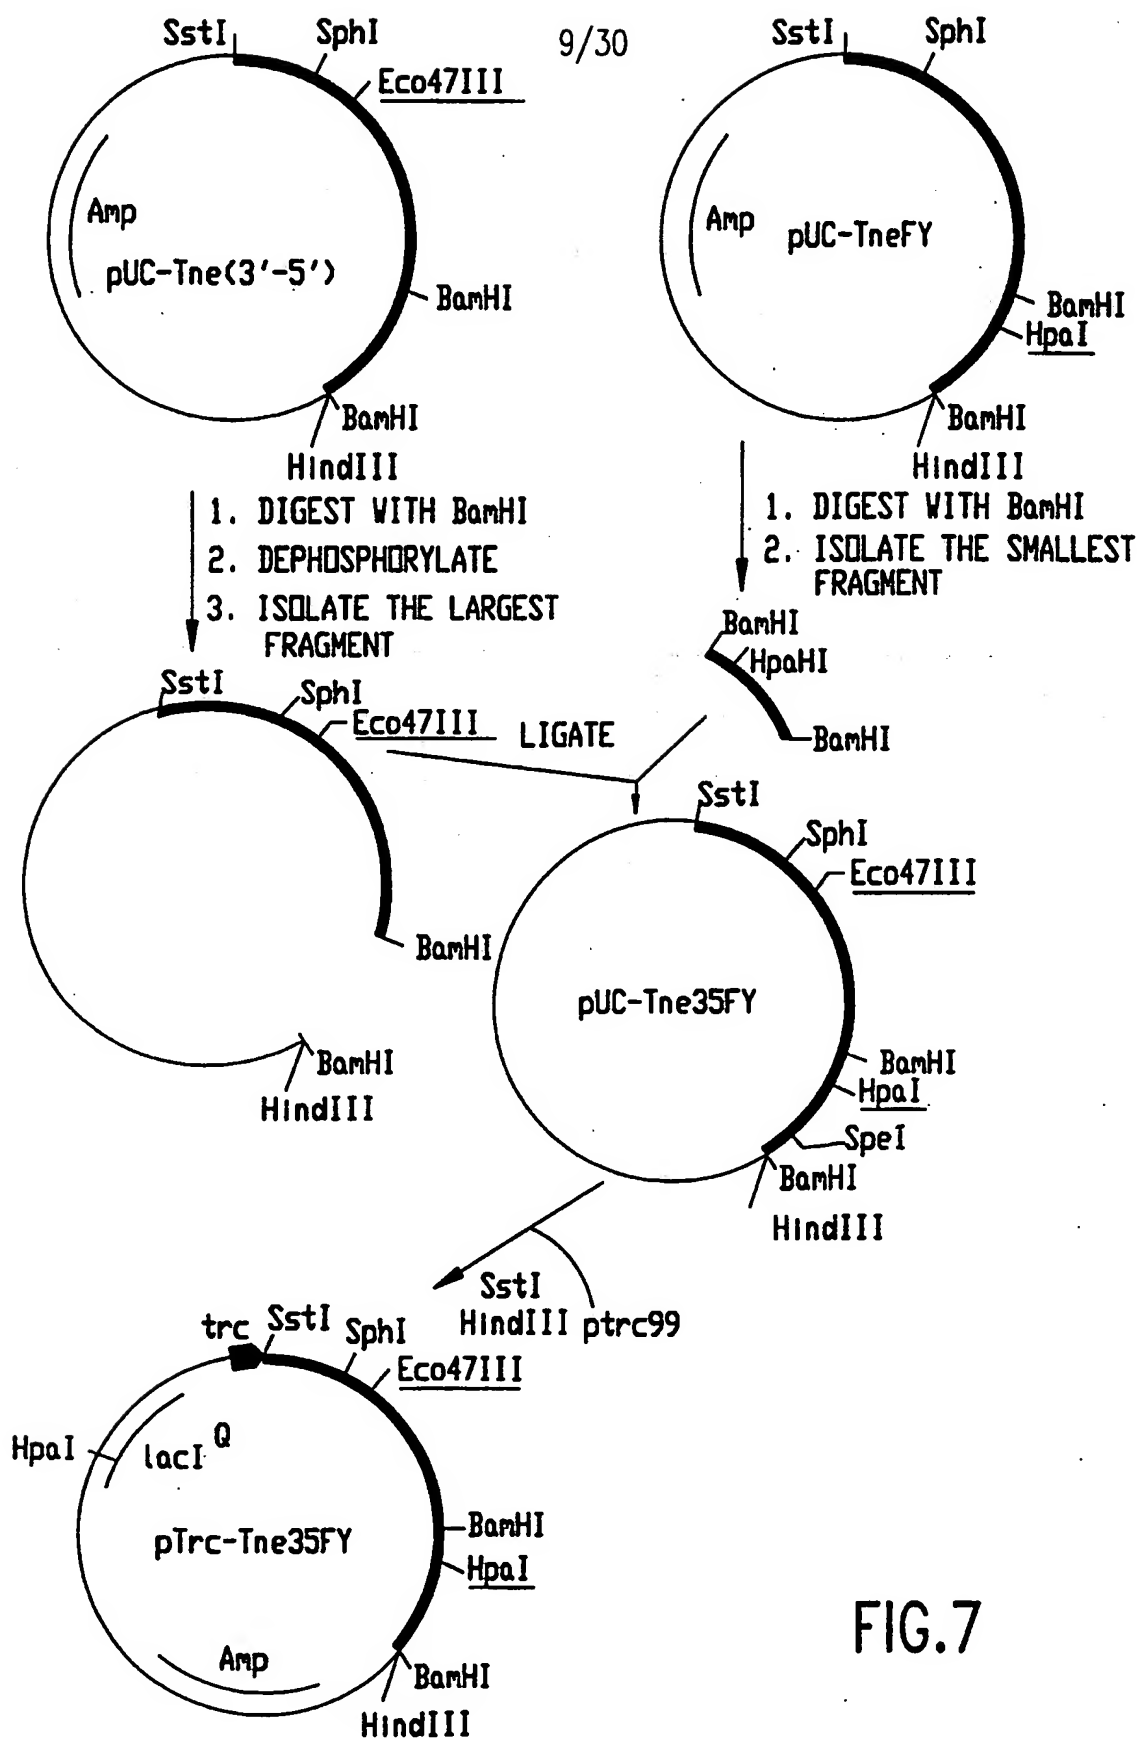 9/30
SstI
SphI
Eco47III
Amp
pUC-Tne(3'-5')
BamHI
BamHI
HindIII
SstI
SphI
Amp
pUC-TneFY
BamHI
HpaI
BamHI
HindIII
1. DIGEST WITH BamHI
2. DEPHOSPHORYLATE
3. ISOLATE THE LARGEST
FRAGMENT
1. DIGEST WITH BamHI
2. ISOLATE THE SMALLEST
FRAGMENT
SstI
SphI
Eco47III
BamHI
BamHI
HindIII
LIGATE
BamHI
HpaHI
BamHI
SstI
SphI
Eco47III
pUC-Tne35FY
BamHI
HpaI
SpeI
BamHI
HindIII
SstI
HindIII
ptrc99
trc
SstI
SphI
Eco47III
HpaI
lacI Q
pTrc-Tne35FY
BamHI
HpaI
Amp
BamHI
HindIII
FIG.7